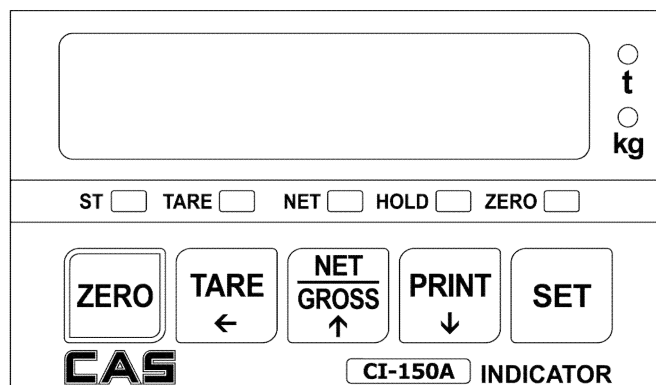 t
kg
ST TARE NET HOLD ZERO
ZERO TARE NET GROSS PRINT SET
← ↑ ↓
CAS CI-150A INDICATOR